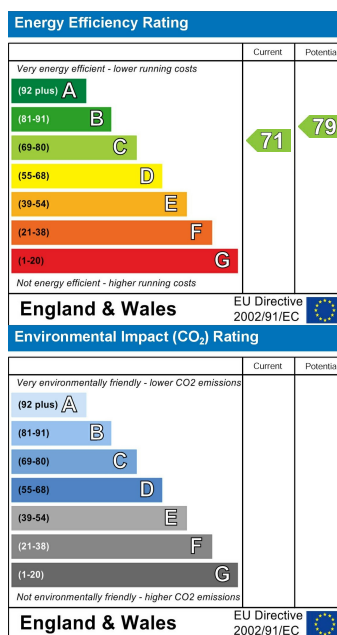 Energy Efficiency Rating
Current Potentia
Very energy efficient - lower running costs
(92 plus) A
(81-91) B
(69-80) C
(55-68) D
(39-54) E
(21-38) F
(1-20) G
71
79
Not energy efficient - higher running costs
England & Wales
EU Directive
2002/91/EC
Environmental Impact (CO₂) Rating
Current Potentia
Very environmentally friendly - lower CO2 emissions
(92 plus) A
(81-91) B
(69-80) C
(55-68) D
(39-54) E
(21-38) F
(1-20) G
Not environmentally friendly - higher CO2 emissions
England & Wales
EU Directive
2002/91/EC